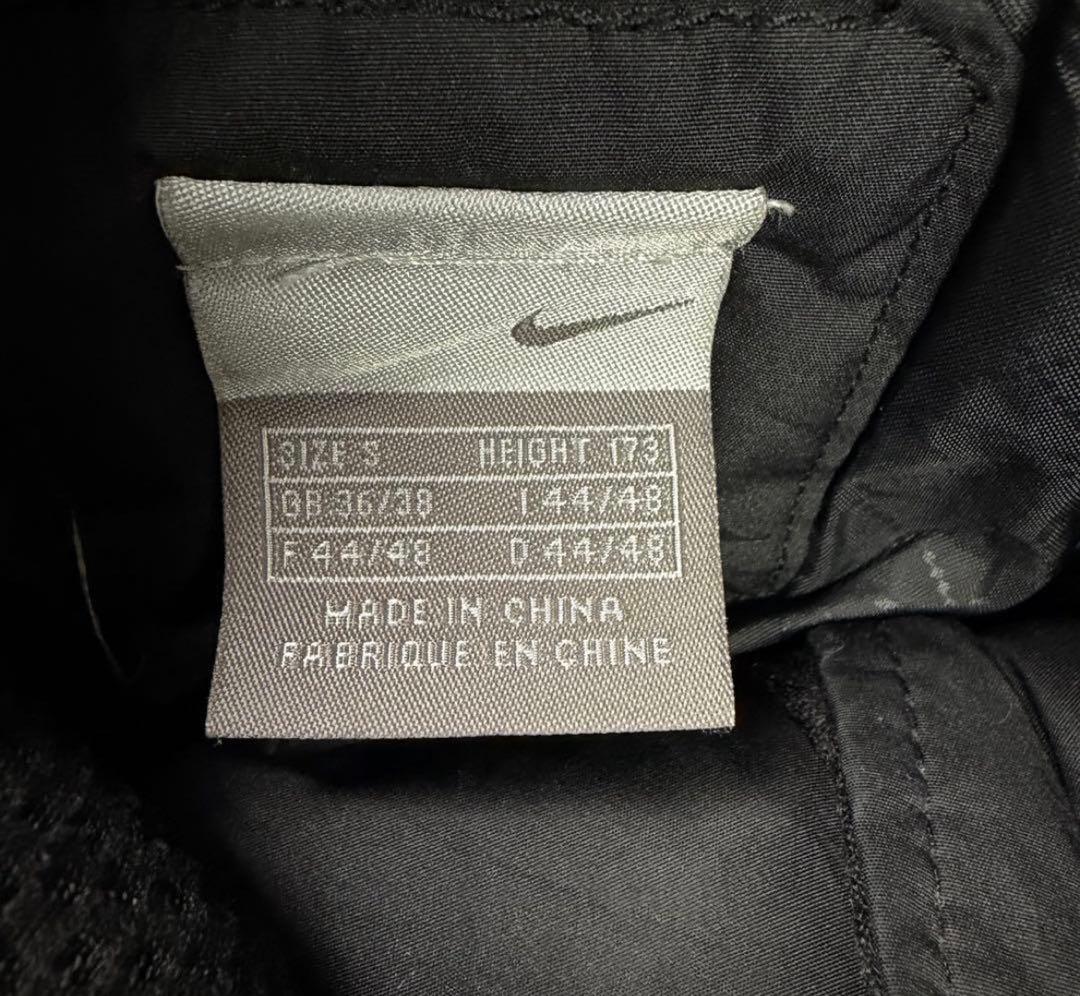 SIZE S HEIGHT 173
GB 36/38 I 44/48
F 44/48 D 44/48
MADE IN CHINA
FABRIQUE EN CHINE